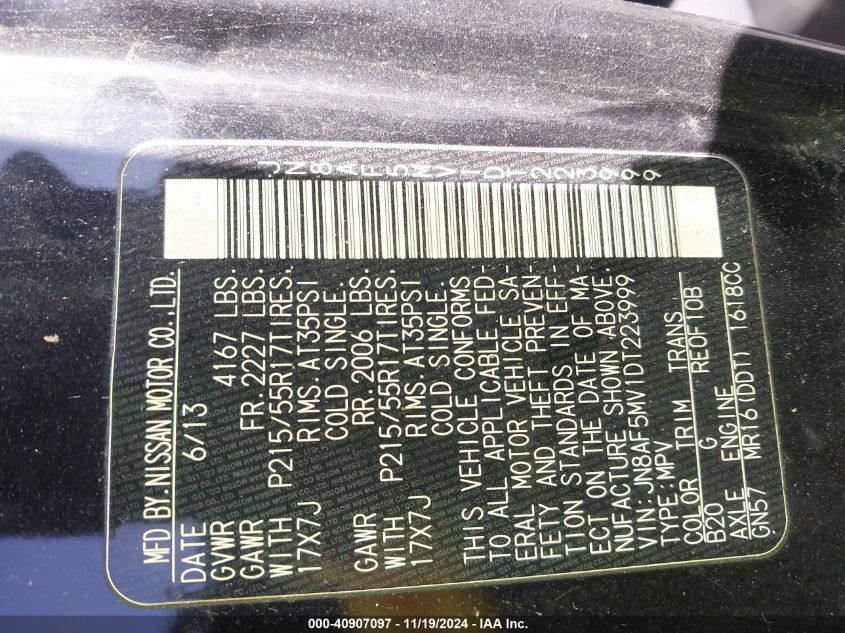 JN8AF5MV1DT223999
MFD BY.NISSAN MOTOR CO.,LTD.
DATE 6/13
GVWR 4167 LBS.
GAWR FR.2227 LBS.
WITH P215/55R17TIRES.
17X7J RIMS.AT35PSI
COLD SINGLE.
GAWR RR.2006 LBS.
WITH P215/55R17TIRES.
17X7J RIMS.AT35PSI
COLD SINGLE.
THIS VEHICLE CONFORMS
TO ALL APPLICABLE FED-
ERAL MOTOR VEHICLE SA-
FETY AND THEFT PREVEN-
TION STANDARDS IN EFF-
ECT ON THE DATE OF MA-
NUFACTURE SHOWN ABOVE.
VIN:JN8AF5MV1DT223999
TYPE:MPV
COLOR TRIM TRANS
B20 G RE0F10B
AXLE ENGINE
GN57 MR16(DDT) 1618CC
000-40907097 - 11/19/2024 - IAA Inc.